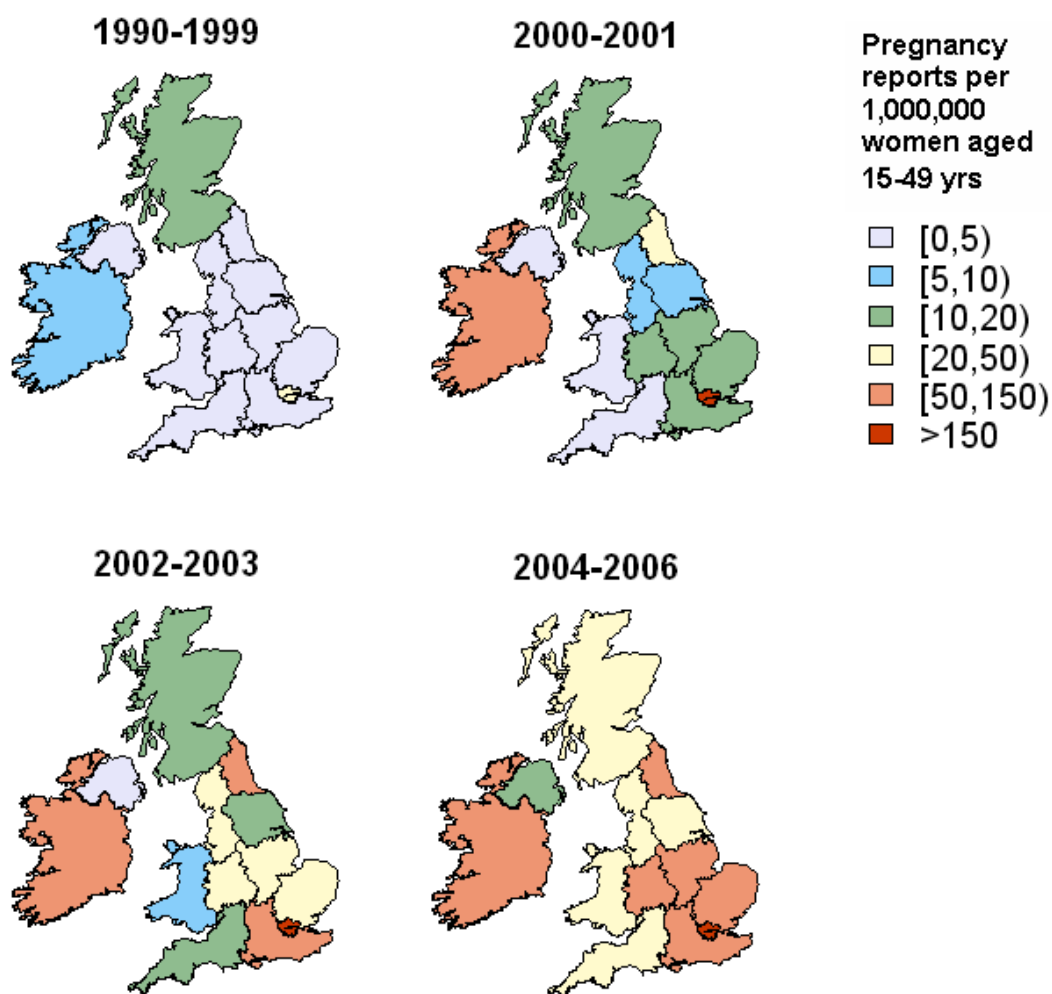 1990-1999
2000-2001
Pregnancy
reports per
1,000,000
women aged
15-49 yrs
[0,5)
[5,10)
[10,20)
[20,50)
[50,150)
>150
2002-2003
2004-2006